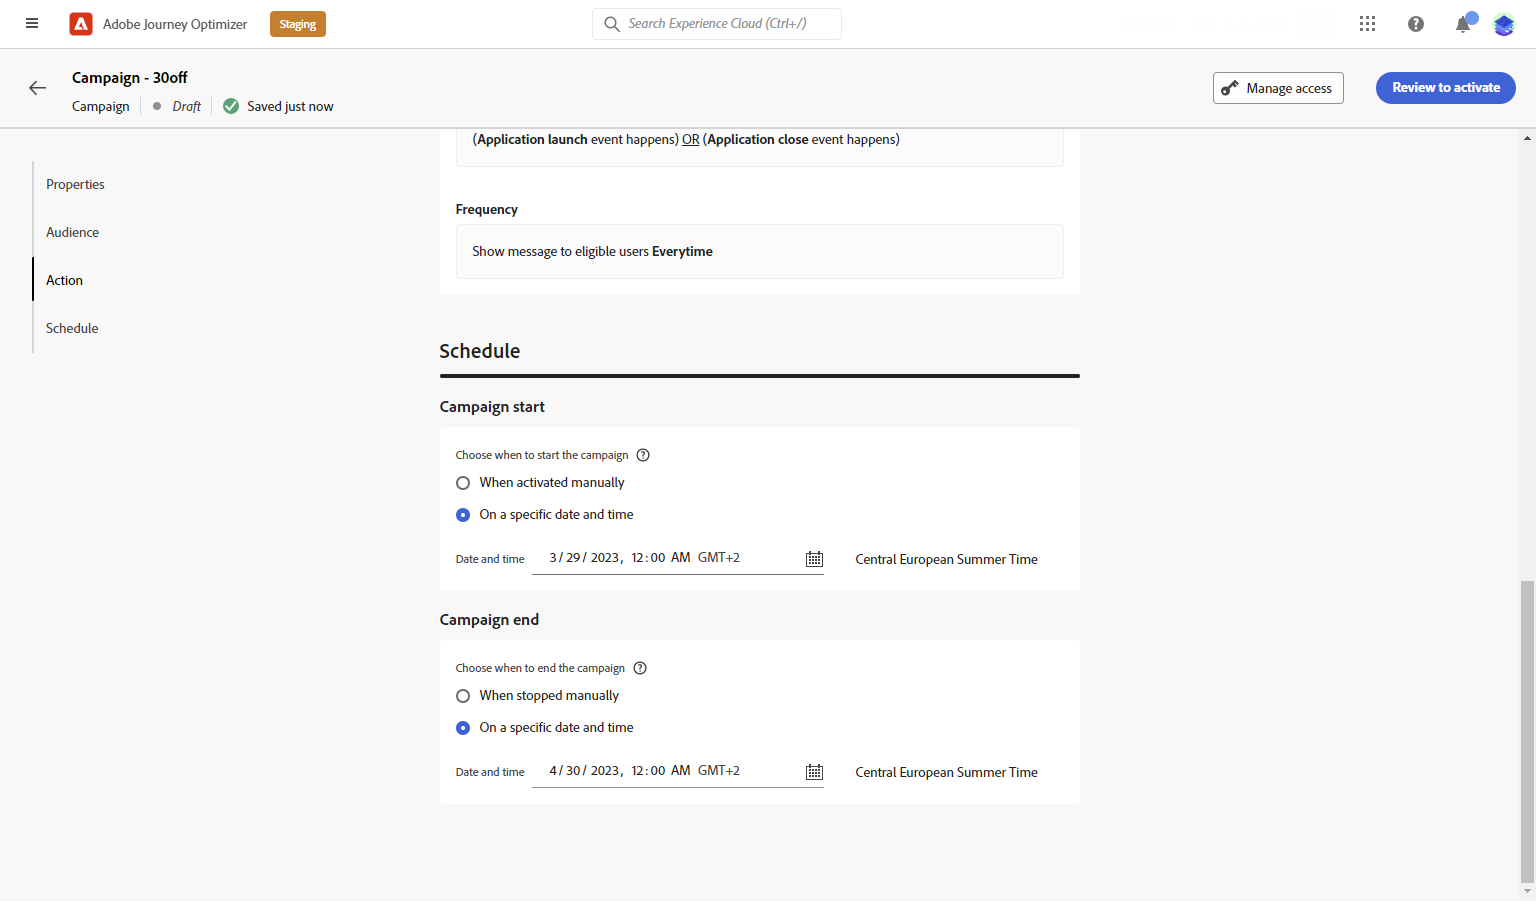 Adobe Journey Optimizer
Staging
Search Experience Cloud (Ctrl+/)
Campaign - 30off
Campaign
Draft
Saved just now
Manage access
Review to activate
Properties
Audience
Action
Schedule
(Application launch event happens) OR (Application close event happens)
Frequency
Show message to eligible users Everytime
Schedule
Campaign start
Choose when to start the campaign
When activated manually
On a specific date and time
Date and time 3/29/2023, 12:00 AM GMT+2 Central European Summer Time
Campaign end
Choose when to end the campaign
When stopped manually
On a specific date and time
Date and time 4/30/2023, 12:00 AM GMT+2 Central European Summer Time